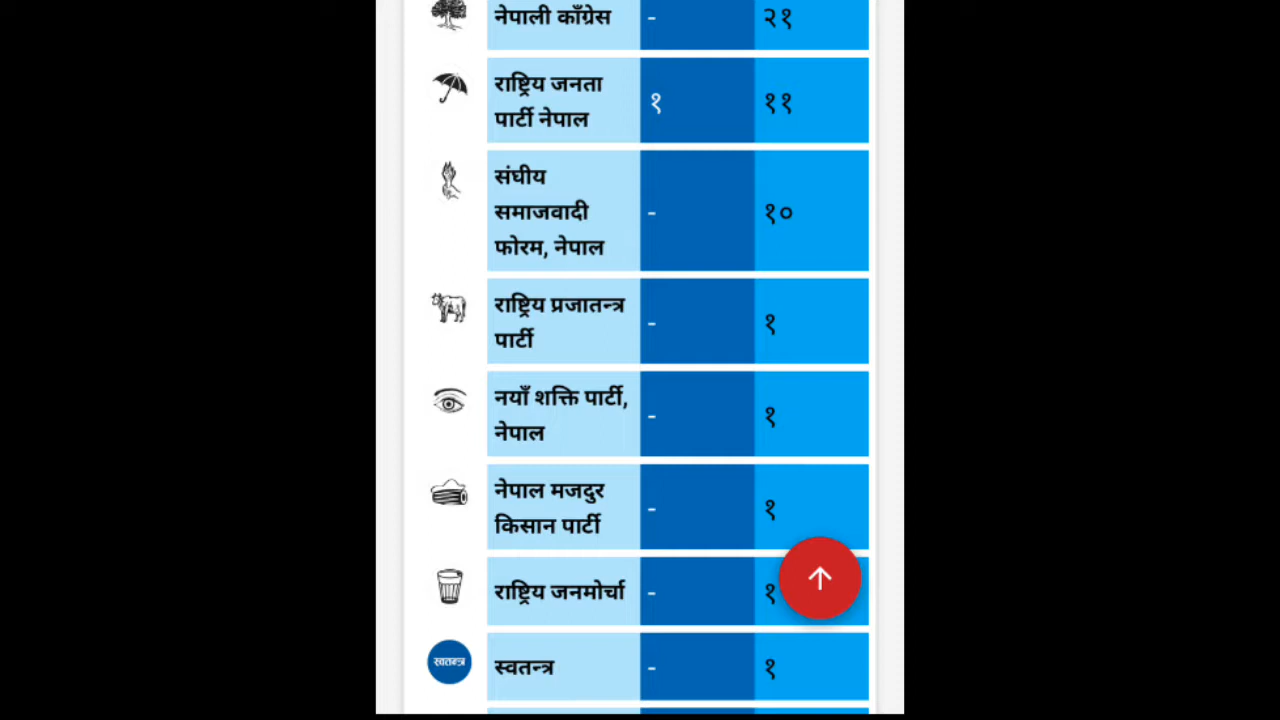 नेपाली काँग्रेस - २१
राष्ट्रिय जनता
पार्टी नेपाल
१ ११
संघीय
समाजवादी
फोरम, नेपाल
- १०
राष्ट्रिय प्रजातन्त्र
पार्टी
- १
नयाँ शक्ति पार्टी,
नेपाल
- १
नेपाल मजदुर
किसान पार्टी
- १
राष्ट्रिय जनमोर्चा - १
स्वतन्त्र स्वतन्त्र - १